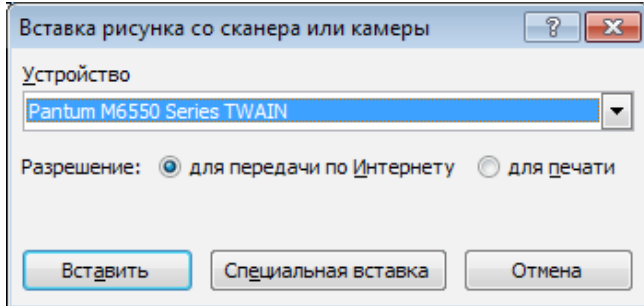 Вставка рисунка со сканера или камеры
Устройство
Pantum M6550 Series TWAIN
Разрешение: для передачи по Интернету для печати
Вставить Специальная вставка Отмена